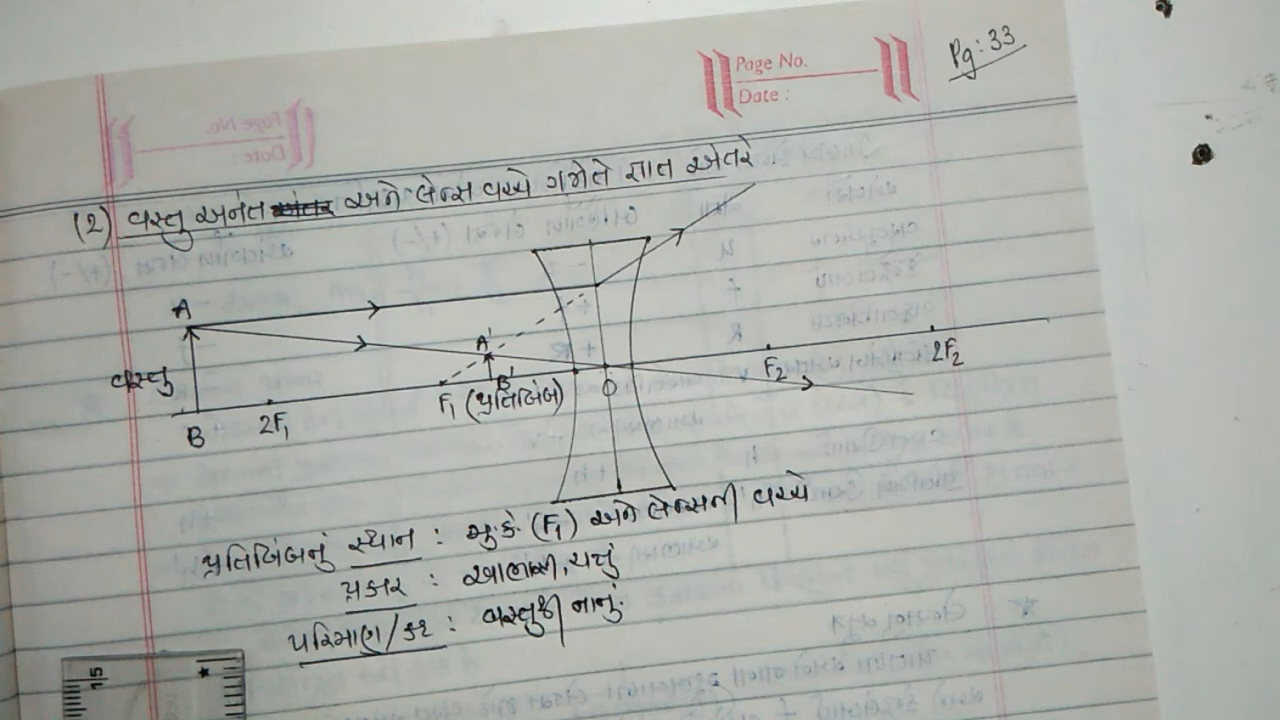 Page No.
Date :
Pg: 33
(2) વસ્તુ અનંત અને લેન્સ વચ્ચે ગમેતે જ્ઞાત અંતરે
A
વસ્તુ
B
2F₁
F₁ (પ્રતિબિંબ)
A'
B'
O
F₂
2F₂
પ્રતિબિંબનું સ્થાન : મુ.કે. (F₁) અને લેન્સની વચ્ચે
પ્રકાર : આભાસી, ચત્તું
પરિમાણ/કદ : વસ્તુથી નાનું.
15